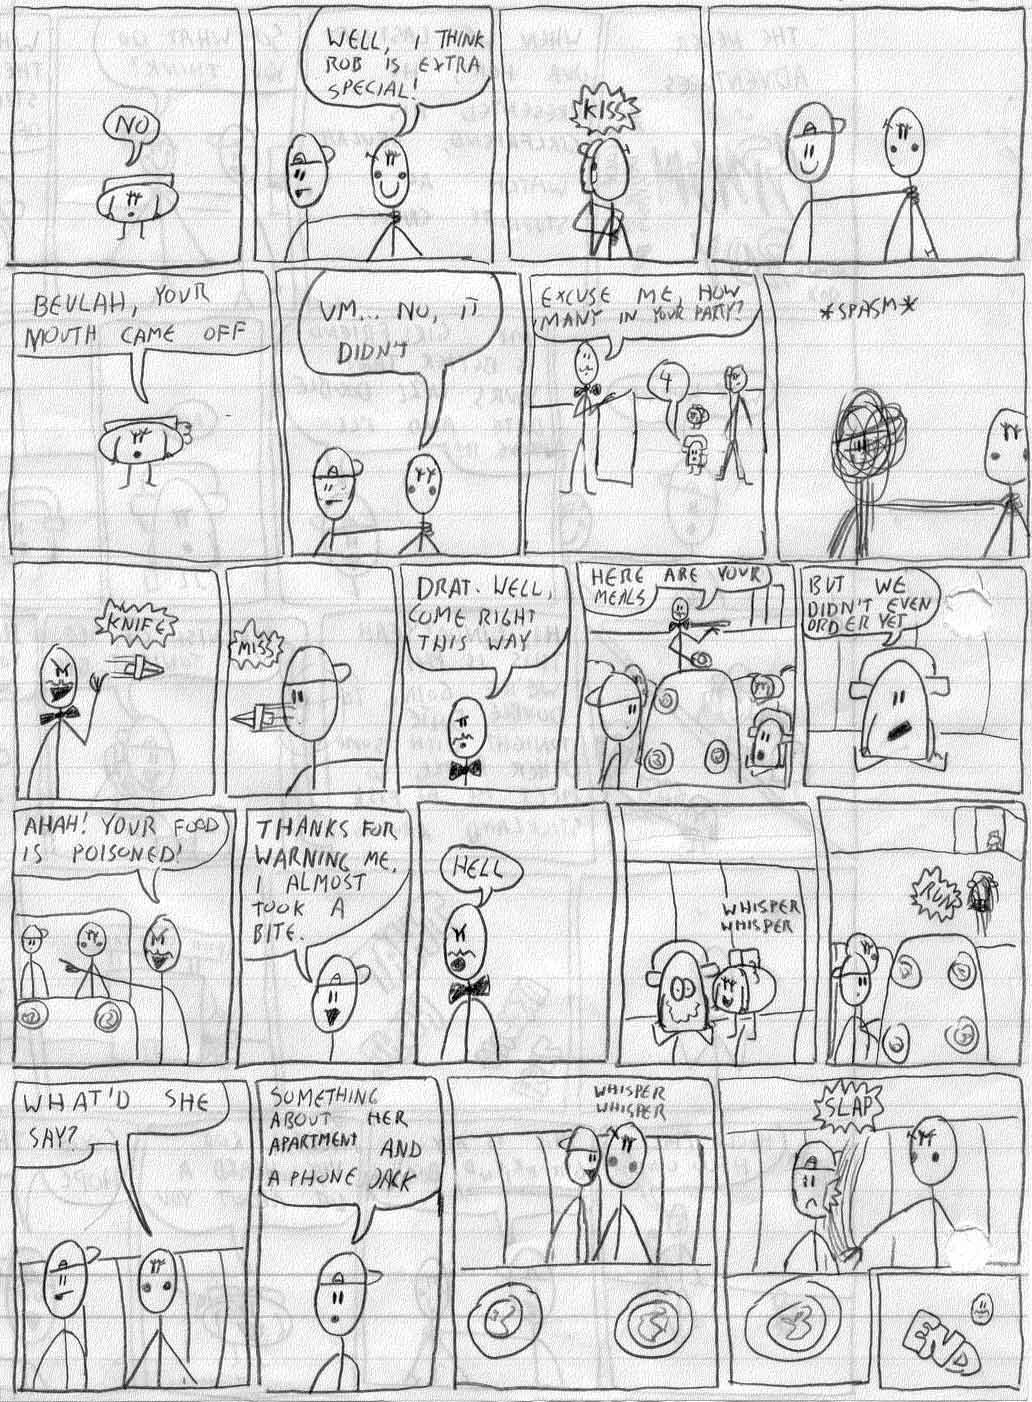 NO
WELL, I THINK
ROB IS EXTRA
SPECIAL!
KISS
BEULAH, YOUR
MOUTH CAME OFF
UM... NO, IT
DIDN'T
EXCUSE ME, HOW
MANY IN YOUR PARTY?
4
*SPASM*
KNIFE
MISS
DRAT. WELL,
COME RIGHT
THIS WAY
HERE ARE YOUR
MEALS
BUT WE
DIDN'T EVEN
ORDER YET
AHAH! YOUR FOOD
IS POISONED!
THANKS FOR
WARNING ME,
I ALMOST
TOOK A
BITE.
HELL
WHISPER
WHISPER
RUN
WHAT'D SHE
SAY?
SOMETHING
ABOUT HER
APARTMENT AND
A PHONE JACK
WHISPER
WHISPER
SLAP
END